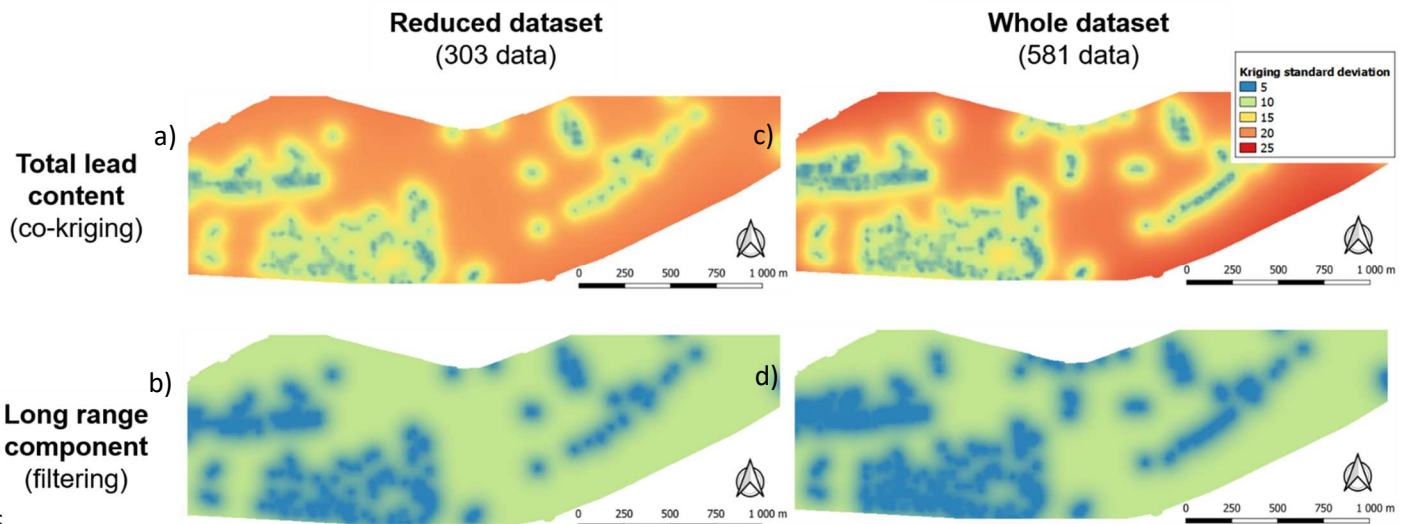 Reduced dataset
(303 data)
Whole dataset
(581 data)
Kriging standard deviation
5
10
15
20
25
a)
c)
Total lead
content
(co-kriging)
0 250 500 750 1 000 m
0 250 500 750 1 000 m
b)
d)
Long range
component
(filtering)
0 250 500 750 1 000 m
0 250 500 750 1 000 m